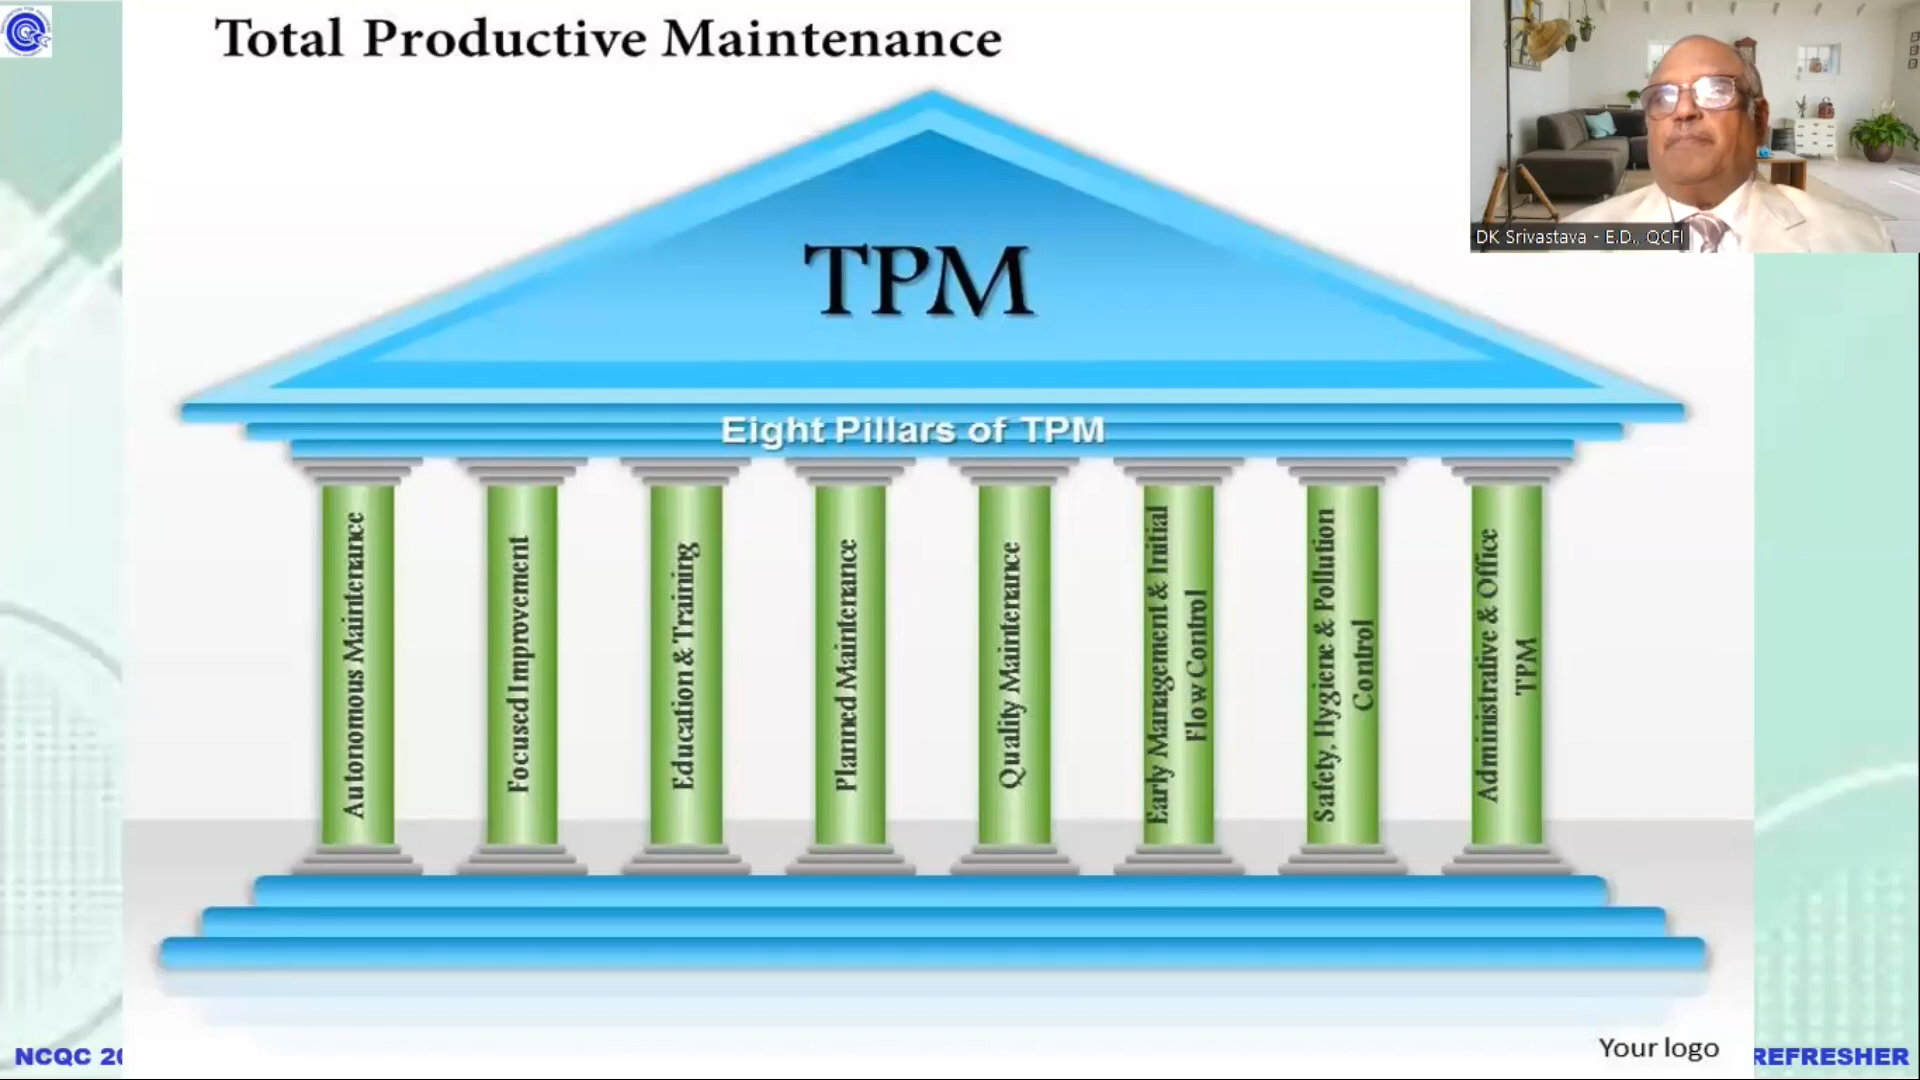 Total Productive Maintenance
TPM
Eight Pillars of TPM
Autonomous Maintenance
Focused Improvement
Education & Training
Planned Maintenance
Quality Maintenance
Early Management & Initial
Flow Control
Safety, Hygiene & Pollution
Control
Administrative & Office
TPM
DK Srivastava - E.D., QCFI
Your logo
NCQC
REFRESHER